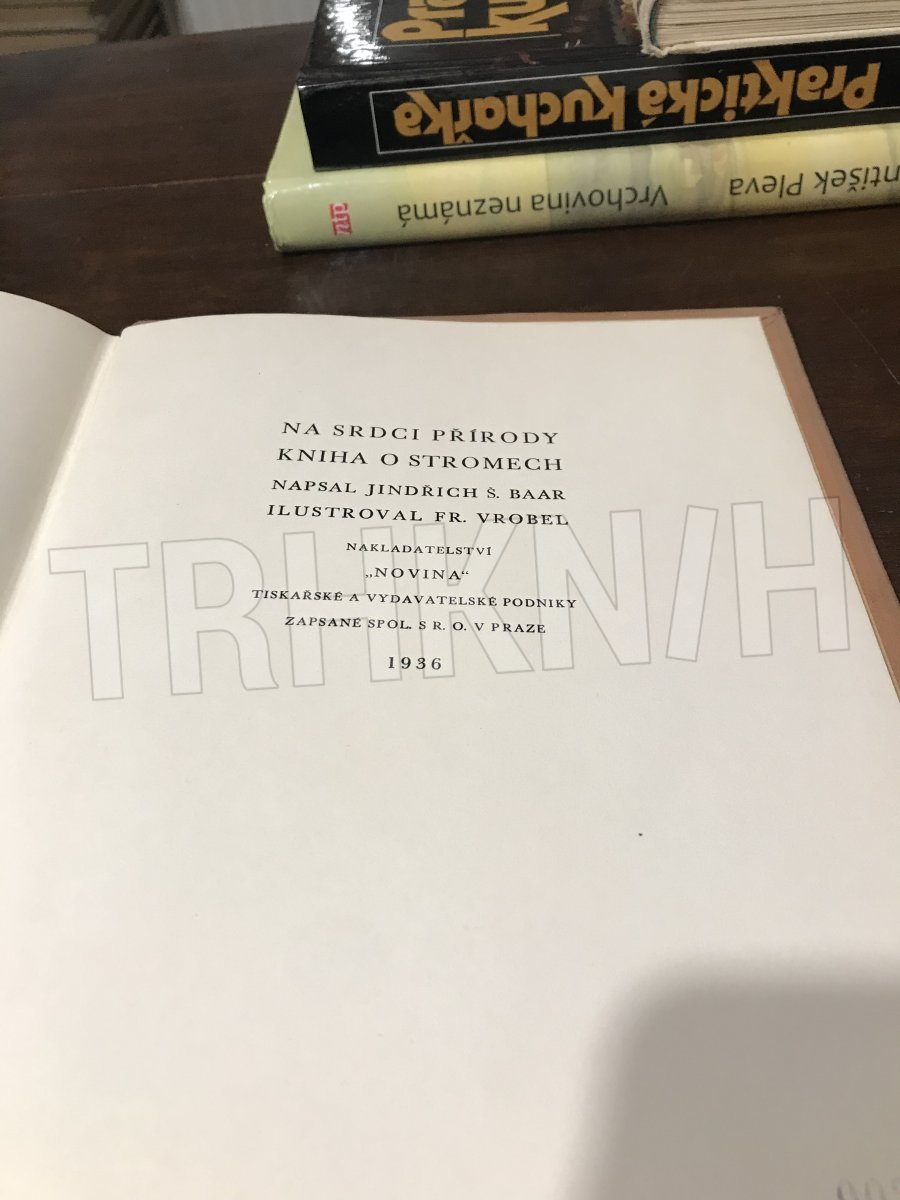 Praktická kuchařka
Vrchovina neznámá
Pleva
nip
NA SRDCI PŘÍRODY
KNIHA O STROMECH
NAPSAL JINDŘICH Š. BAAR
ILUSTROVAL FR. VROBEL
NAKLADATELSTVÍ
„NOVINA“
TISKAŘSKÉ A VYDAVATELSKÉ PODNIKY
ZAPSANÉ SPOL. S R. O. V PRAZE
1936
TRHKNIH